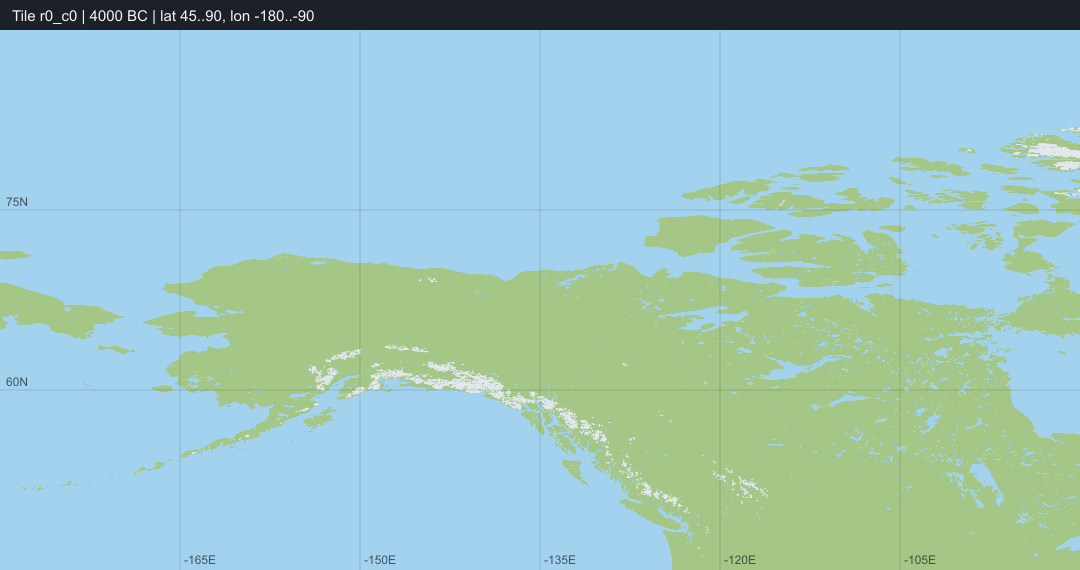 Tile r0_c0 | 4000 BC | lat 45..90, lon -180..-90
75N
60N
-165E
-150E
-135E
-120E
-105E